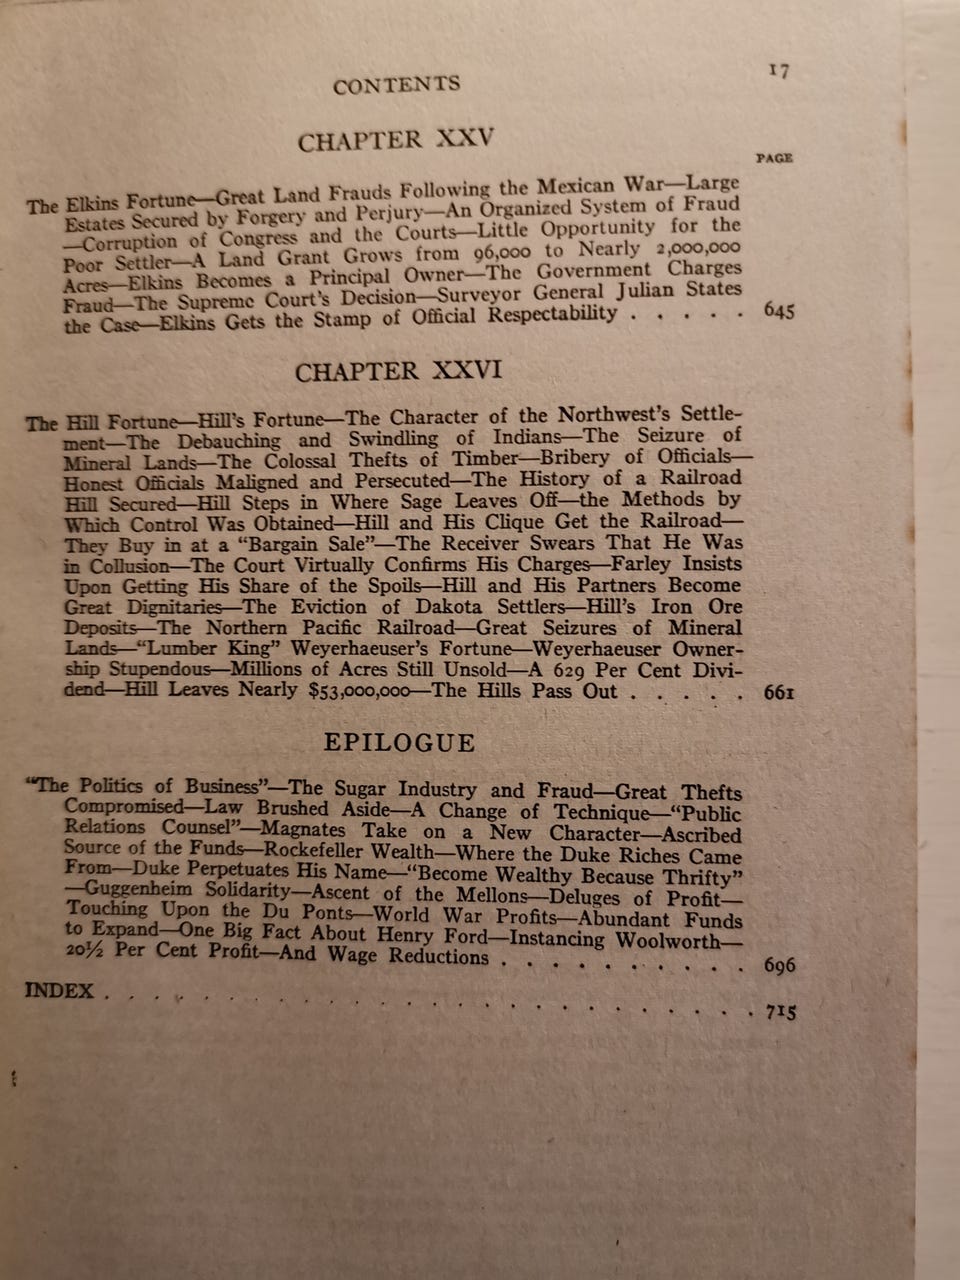 CONTENTS 17
CHAPTER XXV
PAGE
The Elkins Fortune—Great Land Frauds Following the Mexican War—Large
Estates Secured by Forgery and Perjury—An Organized System of Fraud
—Corruption of Congress and the Courts—Little Opportunity for the
Poor Settler—A Land Grant Grows from 96,000 to Nearly 2,000,000
Acres—Elkins Becomes a Principal Owner—The Government Charges
Fraud—The Supreme Court's Decision—Surveyor General Julian States
the Case—Elkins Gets the Stamp of Official Respectability . . . . . 645
CHAPTER XXVI
The Hill Fortune—Hill's Fortune—The Character of the Northwest's Settle-
ment—The Debauching and Swindling of Indians—The Seizure of
Mineral Lands—The Colossal Thefts of Timber—Bribery of Officials—
Honest Officials Maligned and Persecuted—The History of a Railroad
Hill Secured—Hill Steps in Where Sage Leaves Off—the Methods by
Which Control Was Obtained—Hill and His Clique Get the Railroad—
They Buy in at a "Bargain Sale"—The Receiver Swears That He Was
in Collusion—The Court Virtually Confirms His Charges—Farley Insists
Upon Getting His Share of the Spoils—Hill and His Partners Become
Great Dignitaries—The Eviction of Dakota Settlers—Hill's Iron Ore
Deposits—The Northern Pacific Railroad—Great Seizures of Mineral
Lands—"Lumber King" Weyerhaeuser's Fortune—Weyerhaeuser Owner-
ship Stupendous—Millions of Acres Still Unsold—A 629 Per Cent Divi-
dend—Hill Leaves Nearly $53,000,000—The Hills Pass Out . . . . . 661
EPILOGUE
"The Politics of Business"—The Sugar Industry and Fraud—Great Thefts
Compromised—Law Brushed Aside—A Change of Technique—"Public
Relations Counsel"—Magnates Take on a New Character—Ascribed
Source of the Funds—Rockefeller Wealth—Where the Duke Riches Came
From—Duke Perpetuates His Name—"Become Wealthy Because Thrifty"
—Guggenheim Solidarity—Ascent of the Mellons—Deluges of Profit—
Touching Upon the Du Ponts—World War Profits—Abundant Funds
to Expand—One Big Fact About Henry Ford—Instancing Woolworth—
20½ Per Cent Profit—And Wage Reductions . . . . . . . . . . 696
INDEX . . . . . . . . . . . . . . . . . . . . . . . . 715